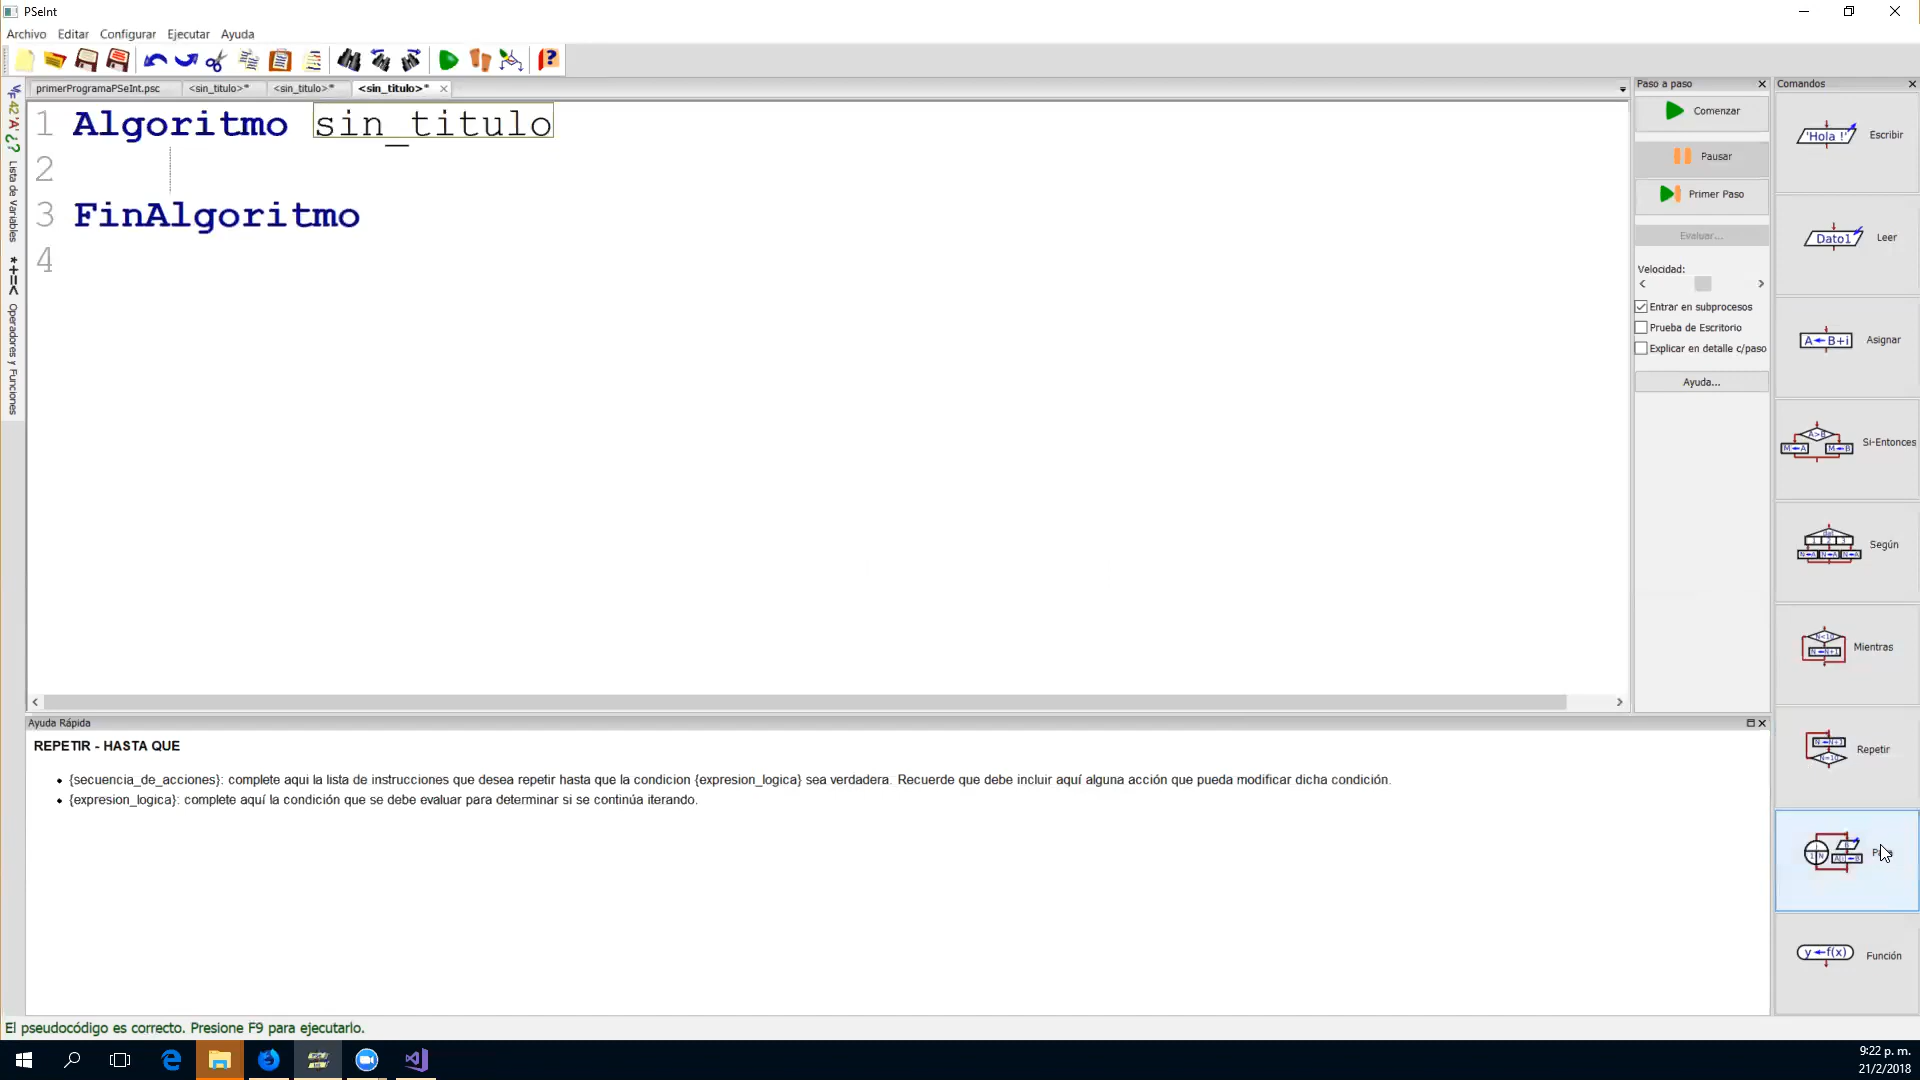 PSeInt
Archivo Editar Configurar Ejecutar Ayuda
primerProgramaPSeInt.psc <sin_titulo>* <sin_titulo>* <sin_titulo>*
Lista de Variables
Operadores y Funciones
1 Algoritmo sin_titulo
2
3 FinAlgoritmo
4
Paso a paso
Comenzar
Pausar
Primer Paso
Evaluar...
Velocidad:
Entrar en subprocesos
Prueba de Escritorio
Explicar en detalle c/paso
Ayuda...
Comandos
'Hola !' Escribir
Dato1 Leer
A←B+i Asignar
Si-Entonces
Según
Mientras
Repetir
y←f(x) Función
Ayuda Rápida
REPETIR - HASTA QUE
• {secuencia_de_acciones}: complete aqui la lista de instrucciones que desea repetir hasta que la condicion {expresion_logica} sea verdadera. Recuerde que debe incluir aquí alguna acción que pueda modificar dicha condición.
• {expresion_logica}: complete aquí la condición que se debe evaluar para determinar si se continúa iterando.
El pseudocódigo es correcto. Presione F9 para ejecutarlo.
9:22 p. m.
21/2/2018